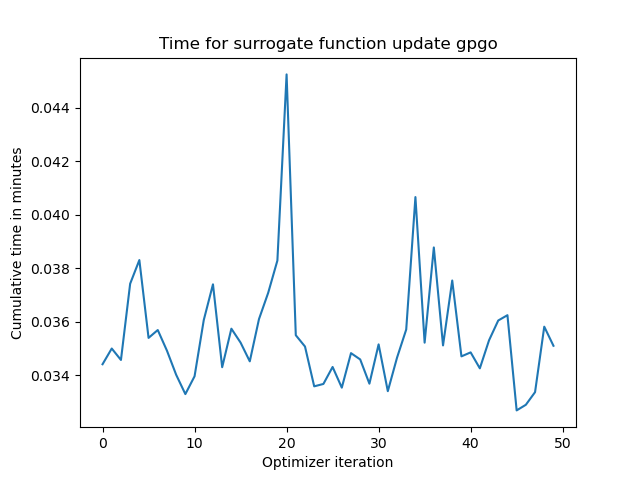 Time for surrogate function update gpgo
Cumulative time in minutes
0.044
0.042
0.040
0.038
0.036
0.034
0 10 20 30 40 50
Optimizer iteration